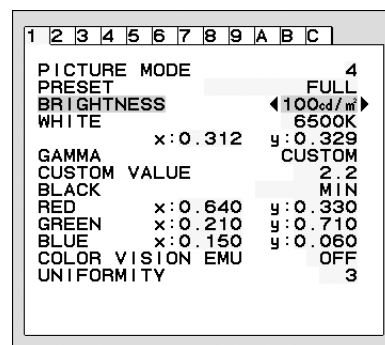 1 2 3 4 5 6 7 8 9 A B C
PICTURE MODE 4
PRESET FULL
BRIGHTNESS ◀100cd/㎡▶
WHITE 6500K
x:0.312 y:0.329
GAMMA CUSTOM
CUSTOM VALUE 2.2
BLACK MIN
RED x:0.640 y:0.330
GREEN x:0.210 y:0.710
BLUE x:0.150 y:0.060
COLOR VISION EMU OFF
UNIFORMITY 3